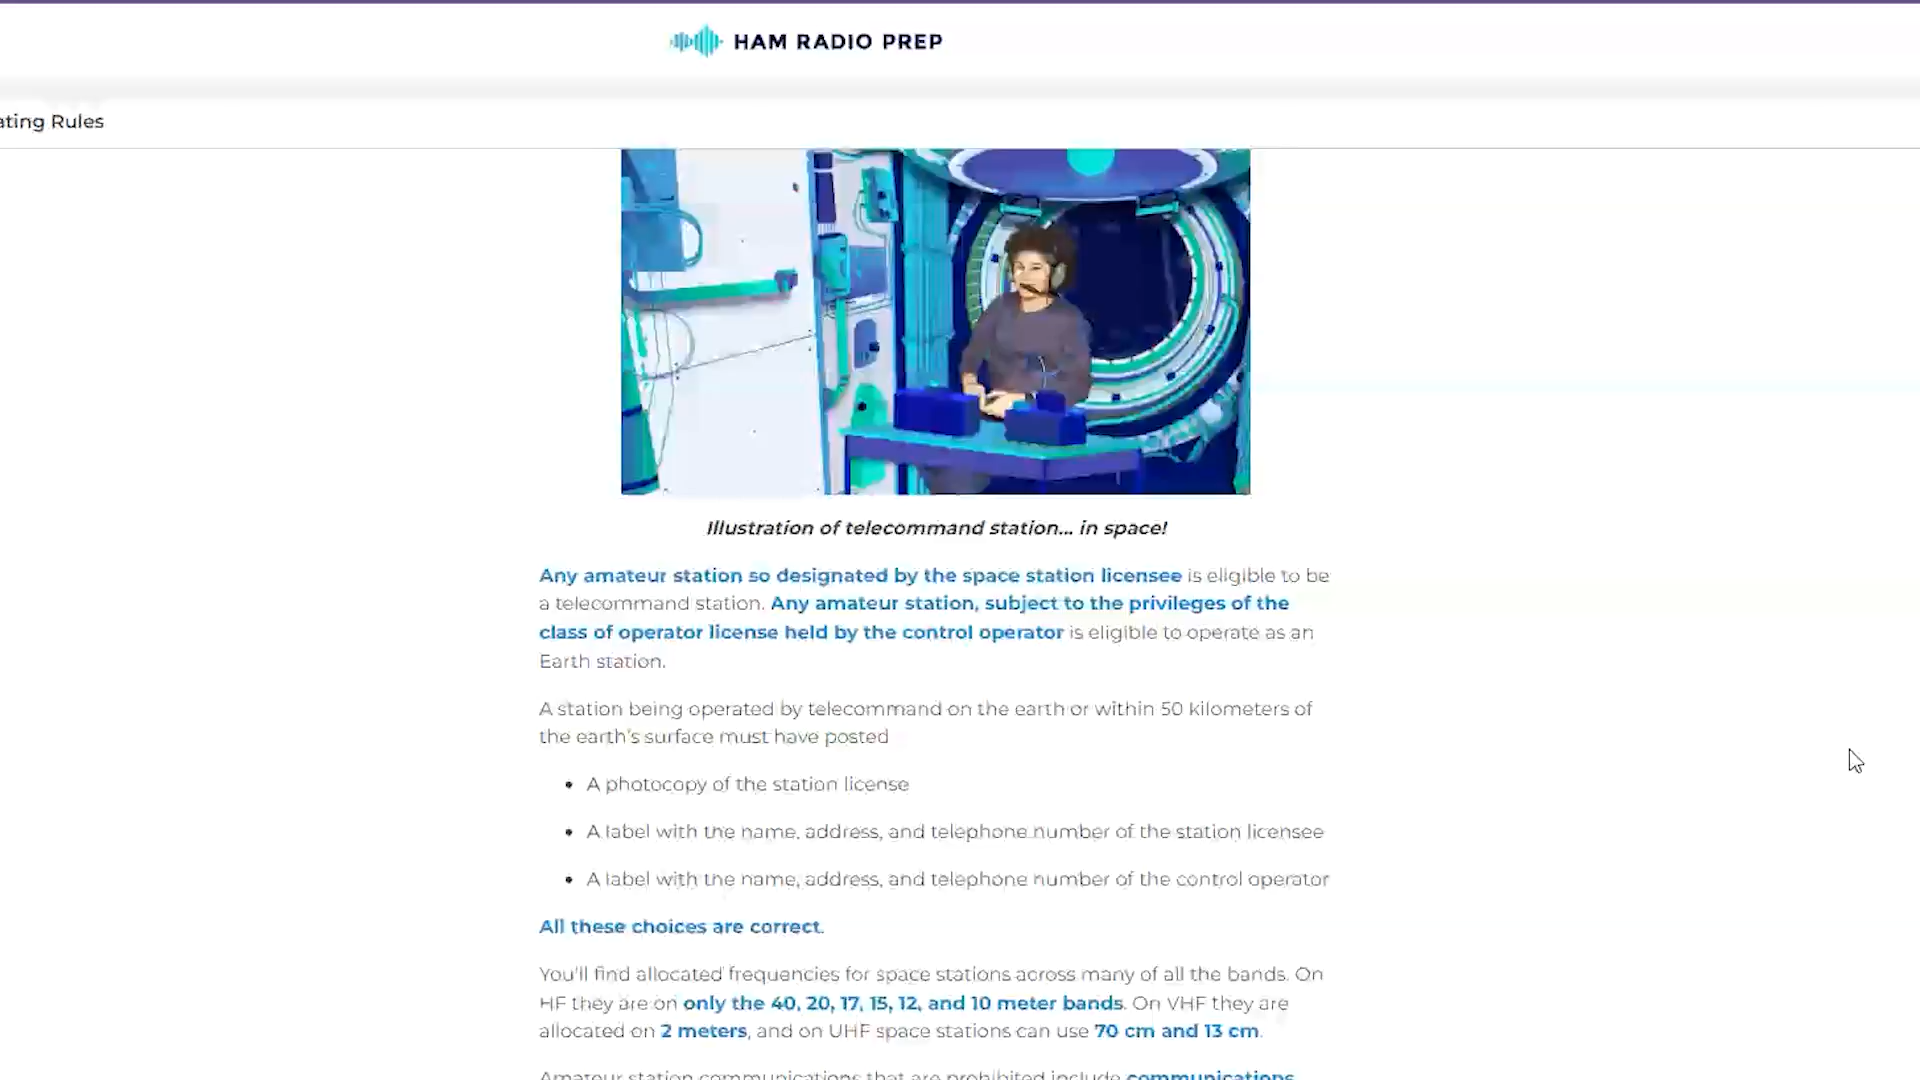 HAM RADIO PREP
ating Rules
Illustration of telecommand station... in space!
Any amateur station so designated by the space station licensee is eligible to be
a telecommand station. Any amateur station, subject to the privileges of the
class of operator license held by the control operator is eligible to operate as an
Earth station.
A station being operated by telecommand on the earth or within 50 kilometers of
the earth's surface must have posted
• A photocopy of the station license
• A label with the name, address, and telephone number of the station licensee
• A label with the name, address, and telephone number of the control operator
All these choices are correct.
You'll find allocated frequencies for space stations across many of all the bands. On
HF they are on only the 40, 20, 17, 15, 12, and 10 meter bands. On VHF they are
allocated on 2 meters, and on UHF space stations can use 70 cm and 13 cm.
Amateur station communications that are prohibited include communications